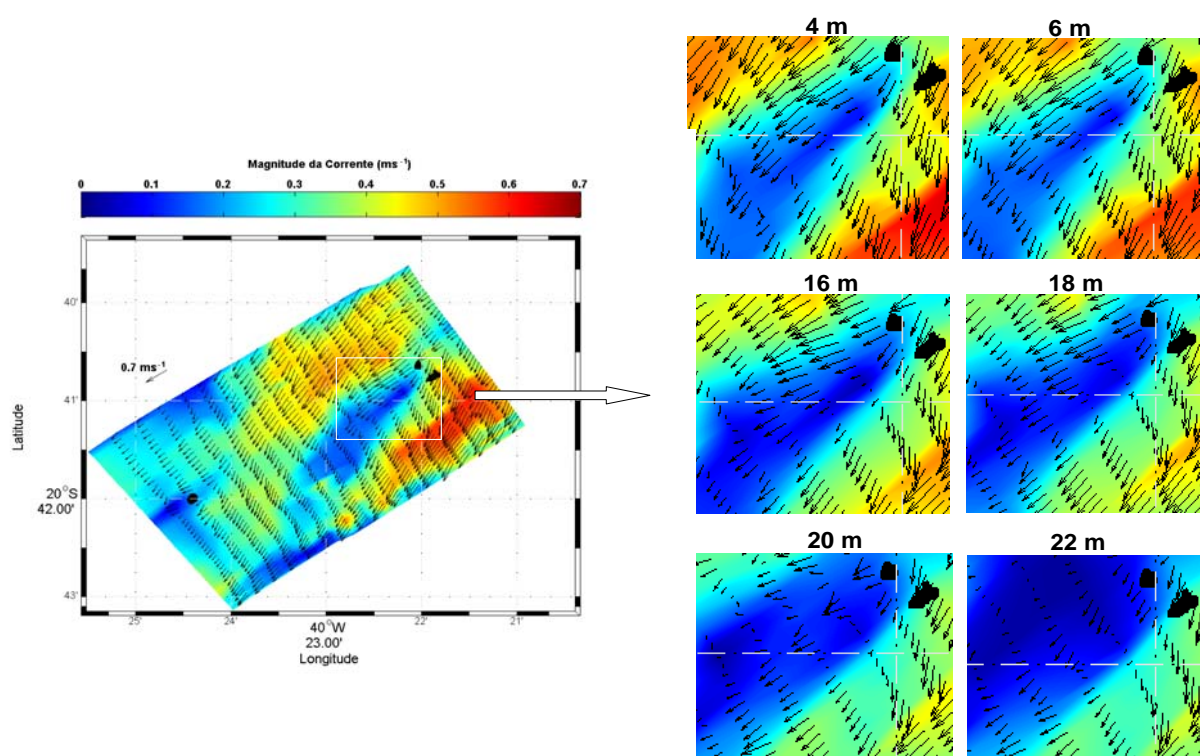 4 m 6 m
Magnitude da Corrente (ms⁻¹)
0 0.1 0.2 0.3 0.4 0.5 0.6 0.7
40'
0.7 ms⁻¹
41'
Latitude
20°S
42.00'
43'
25' 24' 40°W 22' 21'
23.00'
Longitude
16 m 18 m
20 m 22 m